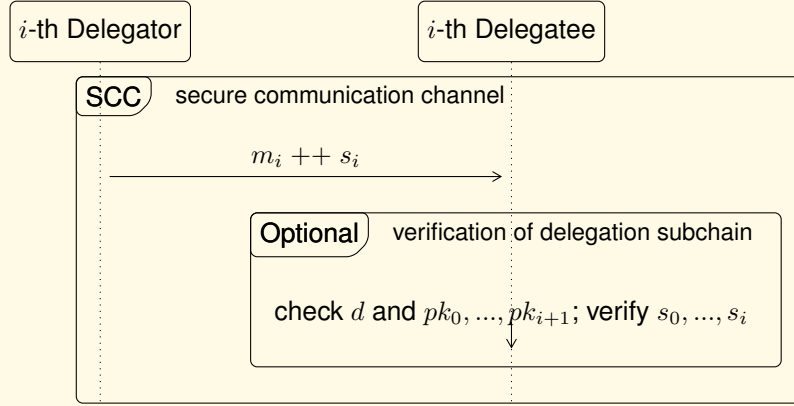 i-th Delegator
i-th Delegatee
SCC secure communication channel
m_i ++ s_i
Optional verification of delegation subchain
check d and pk_0, ..., pk_{i+1}; verify s_0, ..., s_i